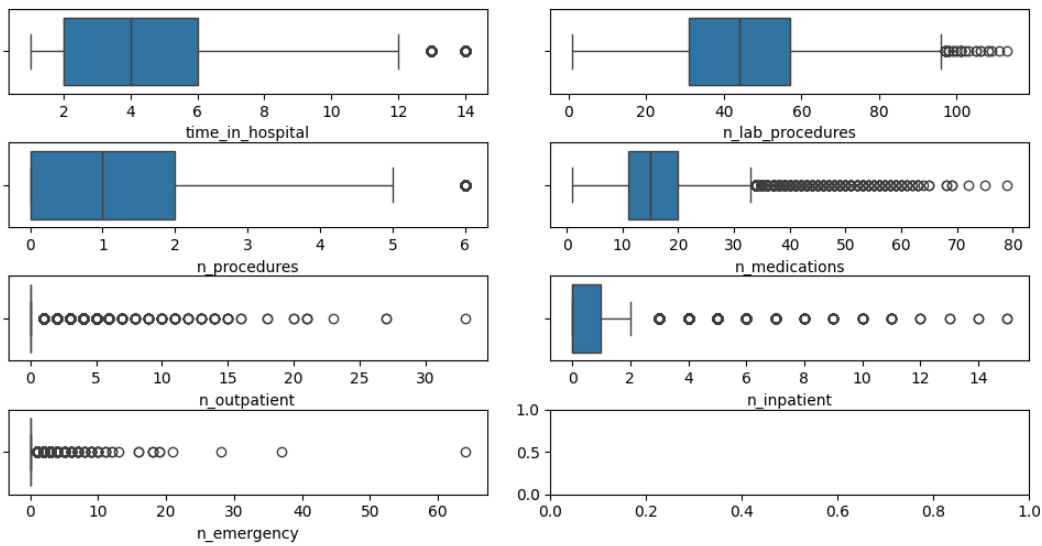 2 4 6 8 10 12 14
time_in_hospital
0 20 40 60 80 100
n_lab_procedures
0 1 2 3 4 5 6
n_procedures
0 10 20 30 40 50 60 70 80
n_medications
0 5 10 15 20 25 30
n_outpatient
0 2 4 6 8 10 12 14
n_inpatient
0 10 20 30 40 50 60
n_emergency
1.0
0.5
0.0
0.0 0.2 0.4 0.6 0.8 1.0